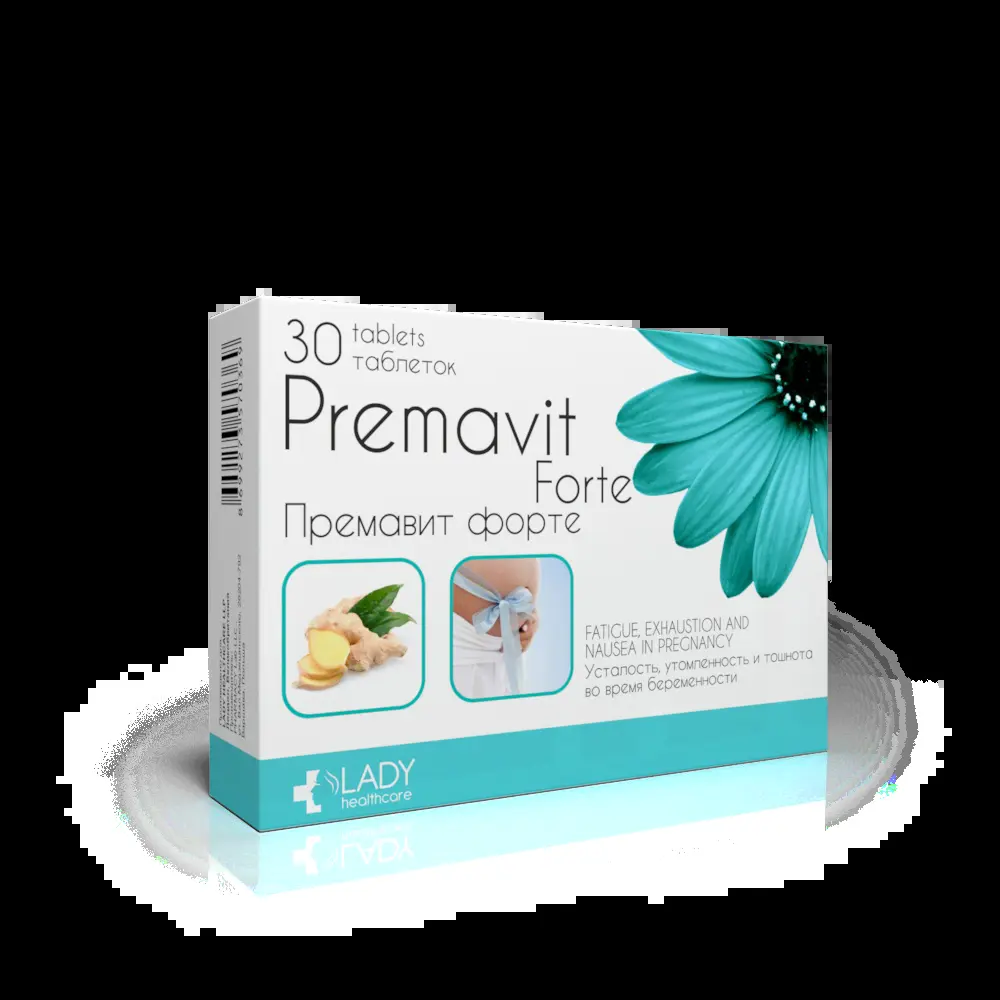 30 tablets
таблеток
Premavit
Forte
Премавит форте
FATIGUE, EXHAUSTION AND
NAUSEA IN PREGNANCY
Усталость, утомленность и тошнота
во время беременности
LADY
healthcare